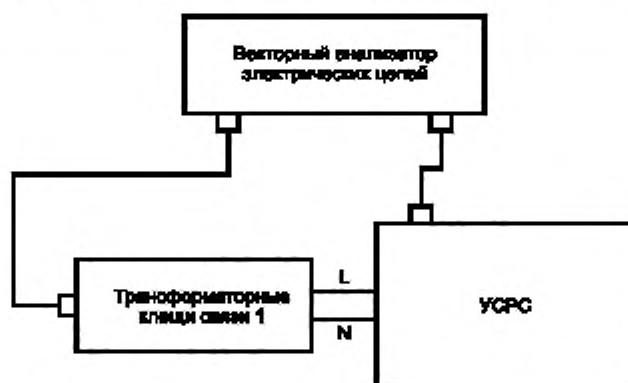 Векторный анализатор
электрических цепей
Трансформаторные
клещи связи 1
L
N
УСРС